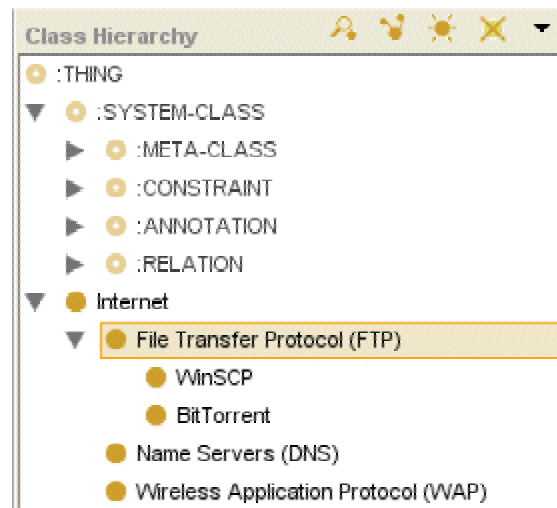 Class Hierarchy
:THING
:SYSTEM-CLASS
:META-CLASS
:CONSTRAINT
:ANNOTATION
:RELATION
Internet
File Transfer Protocol (FTP)
WinSCP
BitTorrent
Name Servers (DNS)
Wireless Application Protocol (WAP)